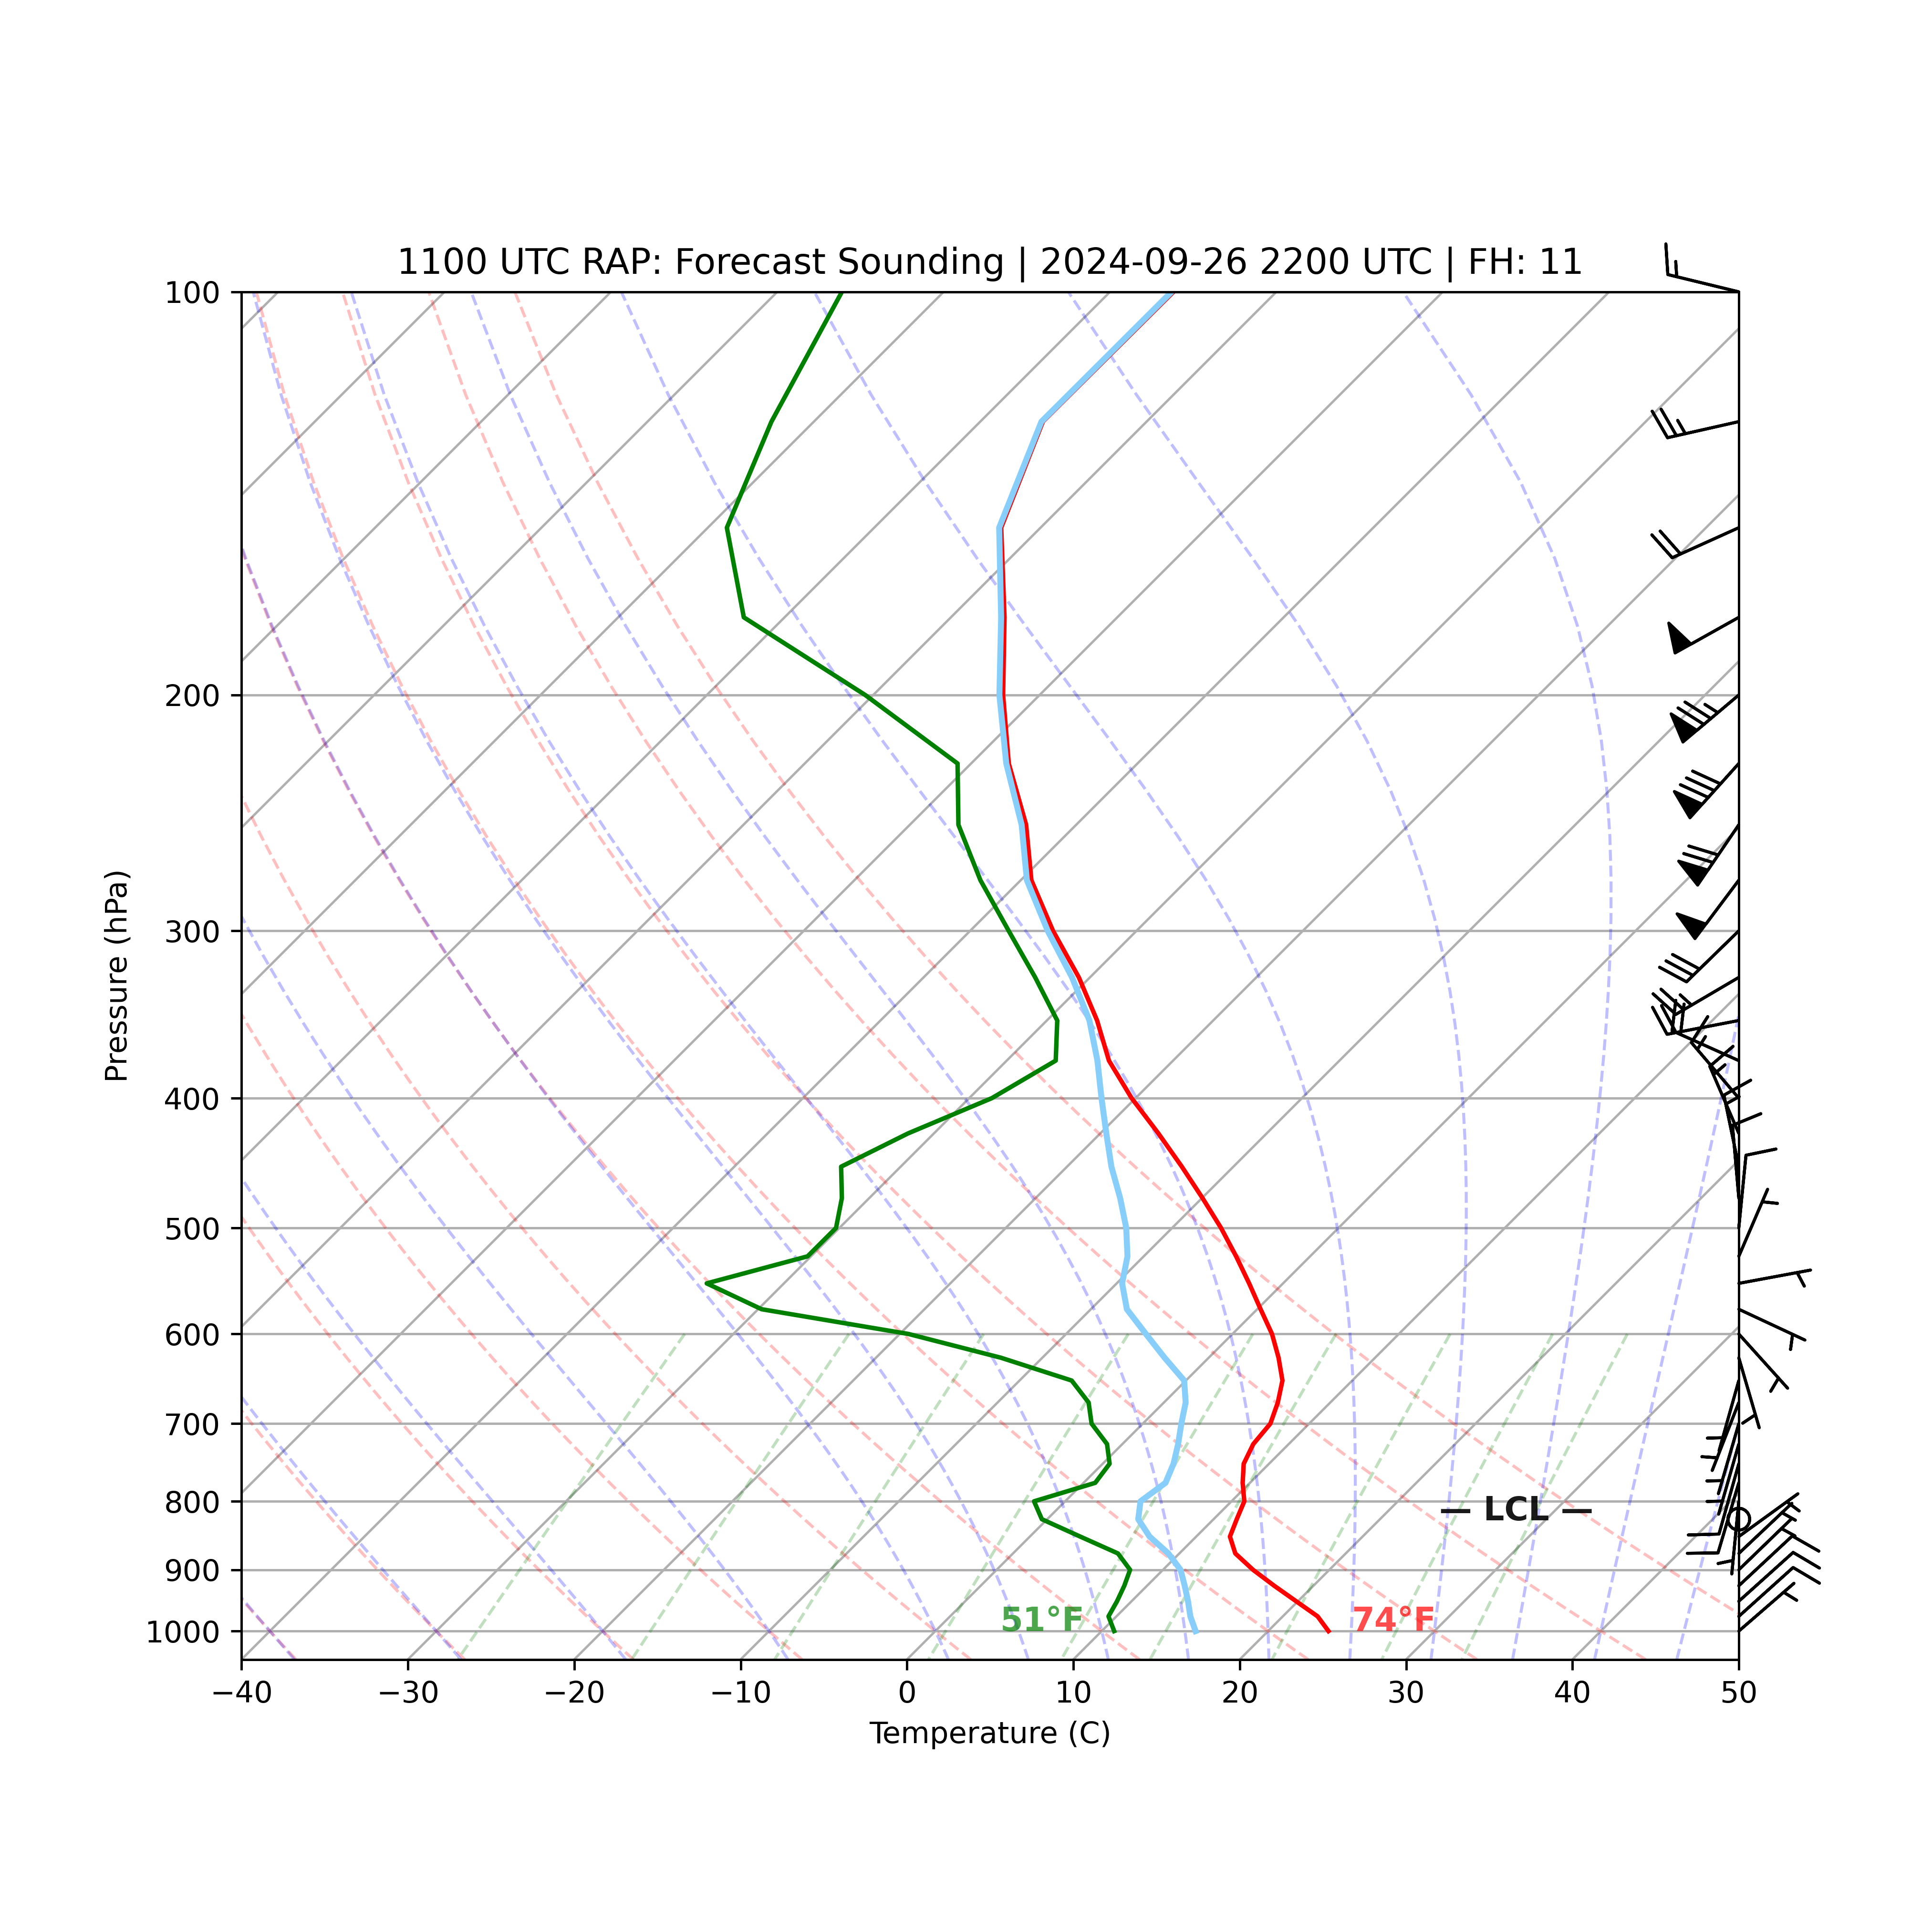 1100 UTC RAP: Forecast Sounding | 2024-09-26 2200 UTC | FH: 11
100
200
300
400
500
600
700
800
900
1000
Pressure (hPa)
— LCL —
51°F
74°F
−40 −30 −20 −10 0 10 20 30 40 50
Temperature (C)